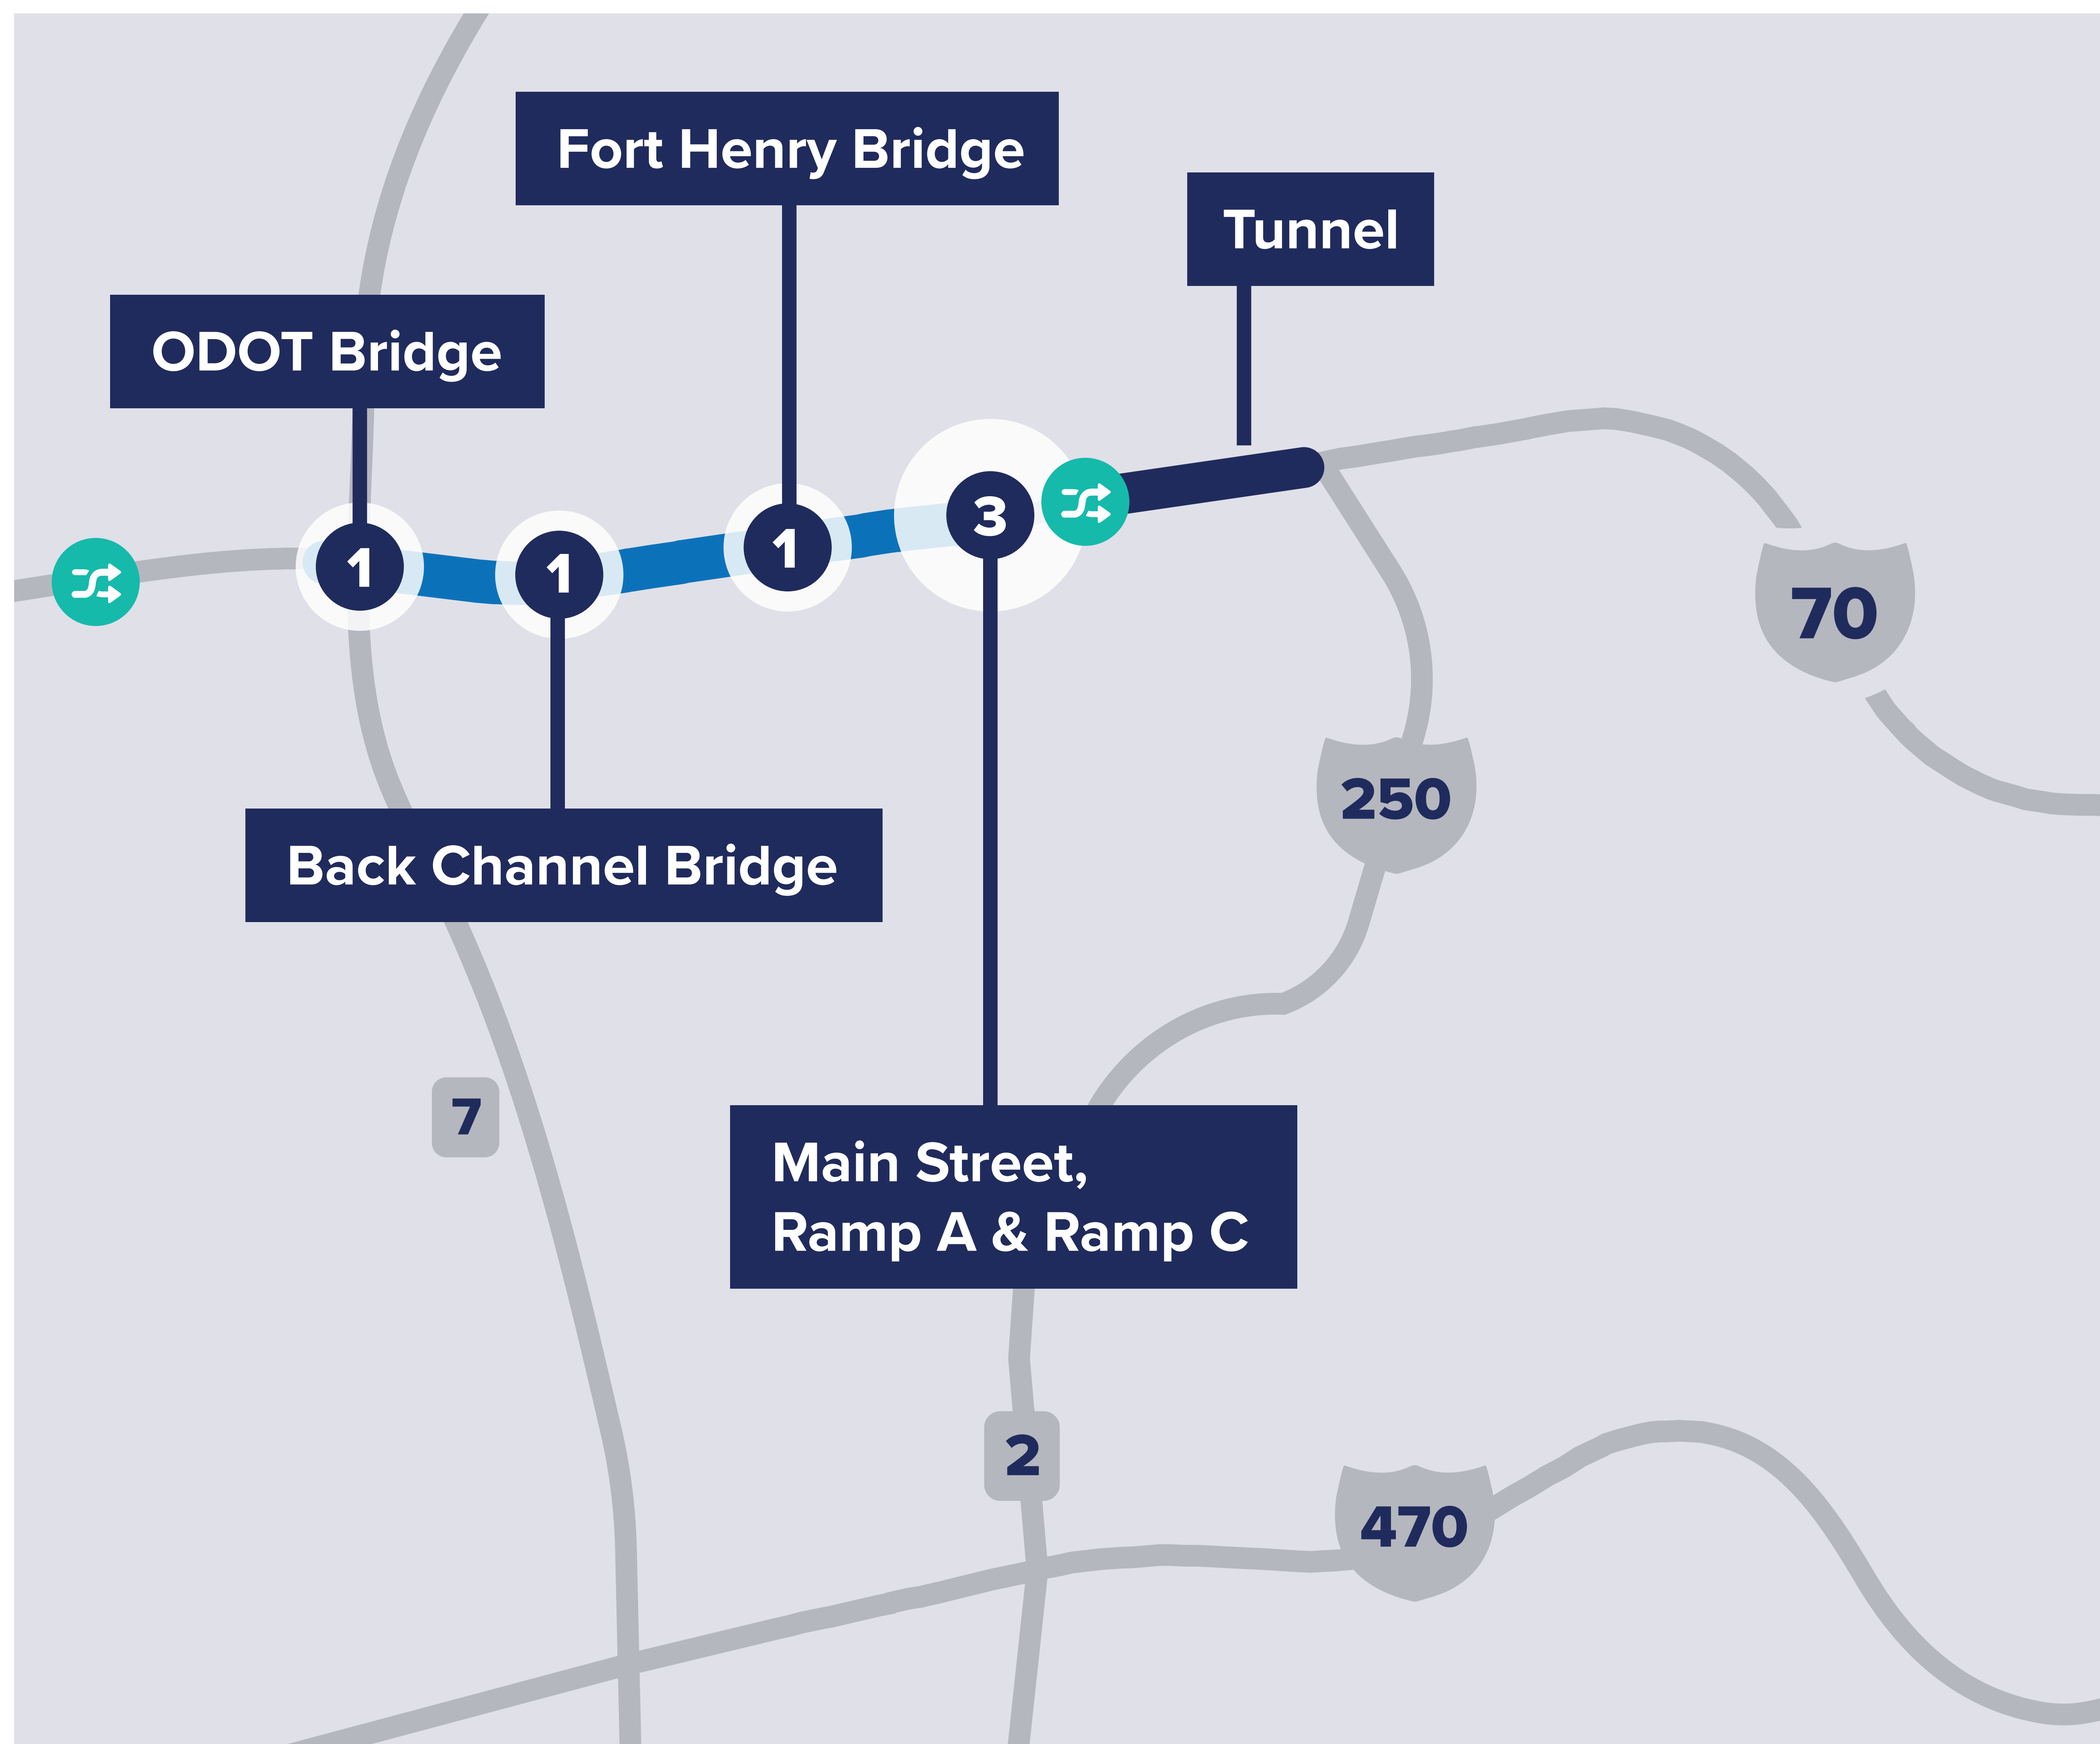 Fort Henry Bridge
Tunnel
ODOT Bridge
3
1
1
1
70
250
Back Channel Bridge
7
Main Street,
Ramp A & Ramp C
2
470